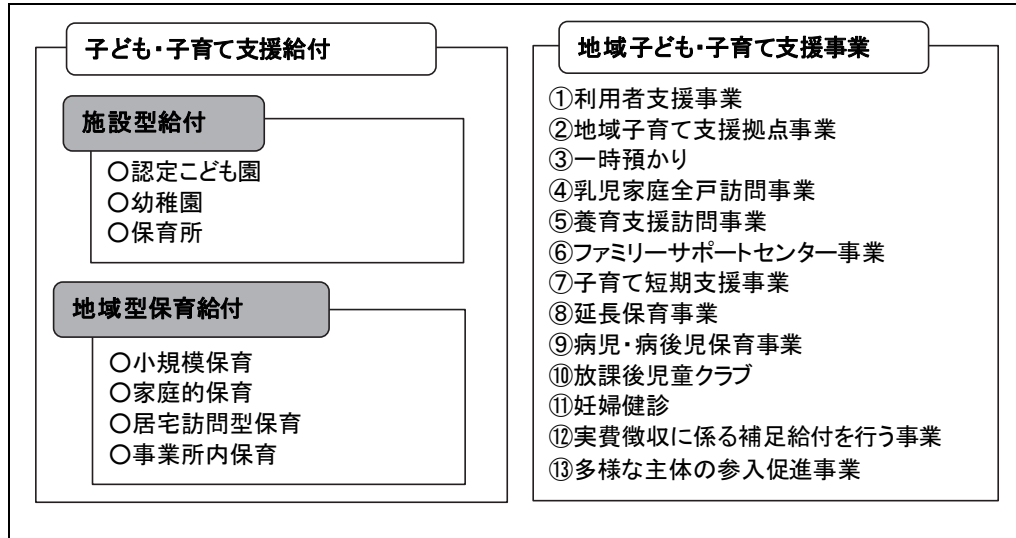 子ども・子育て支援給付
施設型給付
○認定こども園
○幼稚園
○保育所
地域型保育給付
○小規模保育
○家庭的保育
○居宅訪問型保育
○事業所内保育
地域子ども・子育て支援事業
①利用者支援事業
②地域子育て支援拠点事業
③一時預かり
④乳児家庭全戸訪問事業
⑤養育支援訪問事業
⑥ファミリーサポートセンター事業
⑦子育て短期支援事業
⑧延長保育事業
⑨病児・病後児保育事業
⑩放課後児童クラブ
⑪妊婦健診
⑫実費徴収に係る補足給付を行う事業
⑬多様な主体の参入促進事業